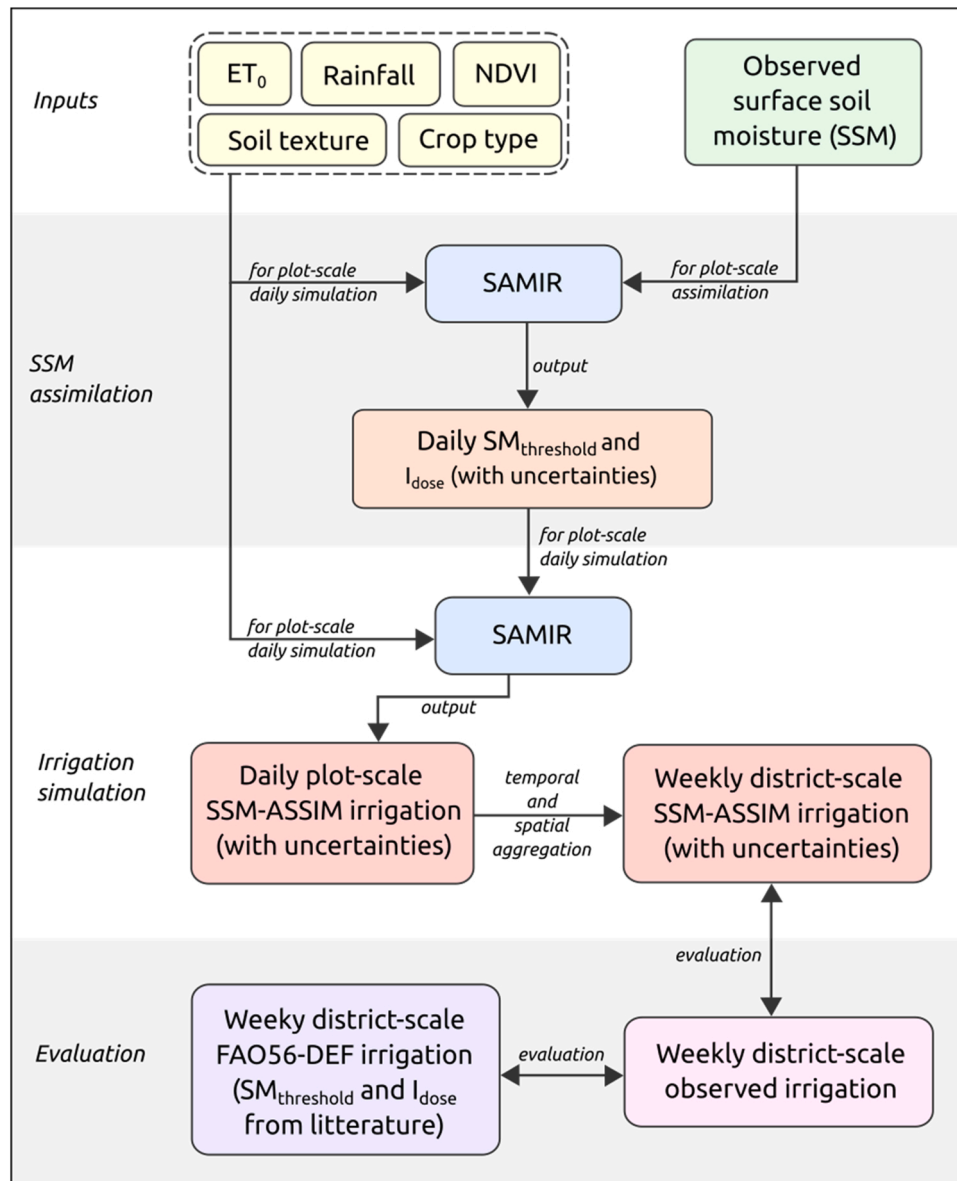 Inputs
ET₀
Rainfall
NDVI
Soil texture
Crop type
Observed
surface soil
moisture (SSM)
SSM
assimilation
for plot-scale
daily simulation
SAMIR
for plot-scale
assimilation
output
Daily SMthreshold and
Idose (with uncertainties)
for plot-scale
daily simulation
for plot-scale
daily simulation
SAMIR
output
Irrigation
simulation
Daily plot-scale
SSM-ASSIM irrigation
(with uncertainties)
temporal
and
spatial
aggregation
Weekly district-scale
SSM-ASSIM irrigation
(with uncertainties)
evaluation
Evaluation
Weeky district-scale
FAO56-DEF irrigation
(SMthreshold and Idose
from litterature)
evaluation
Weekly district-scale
observed irrigation